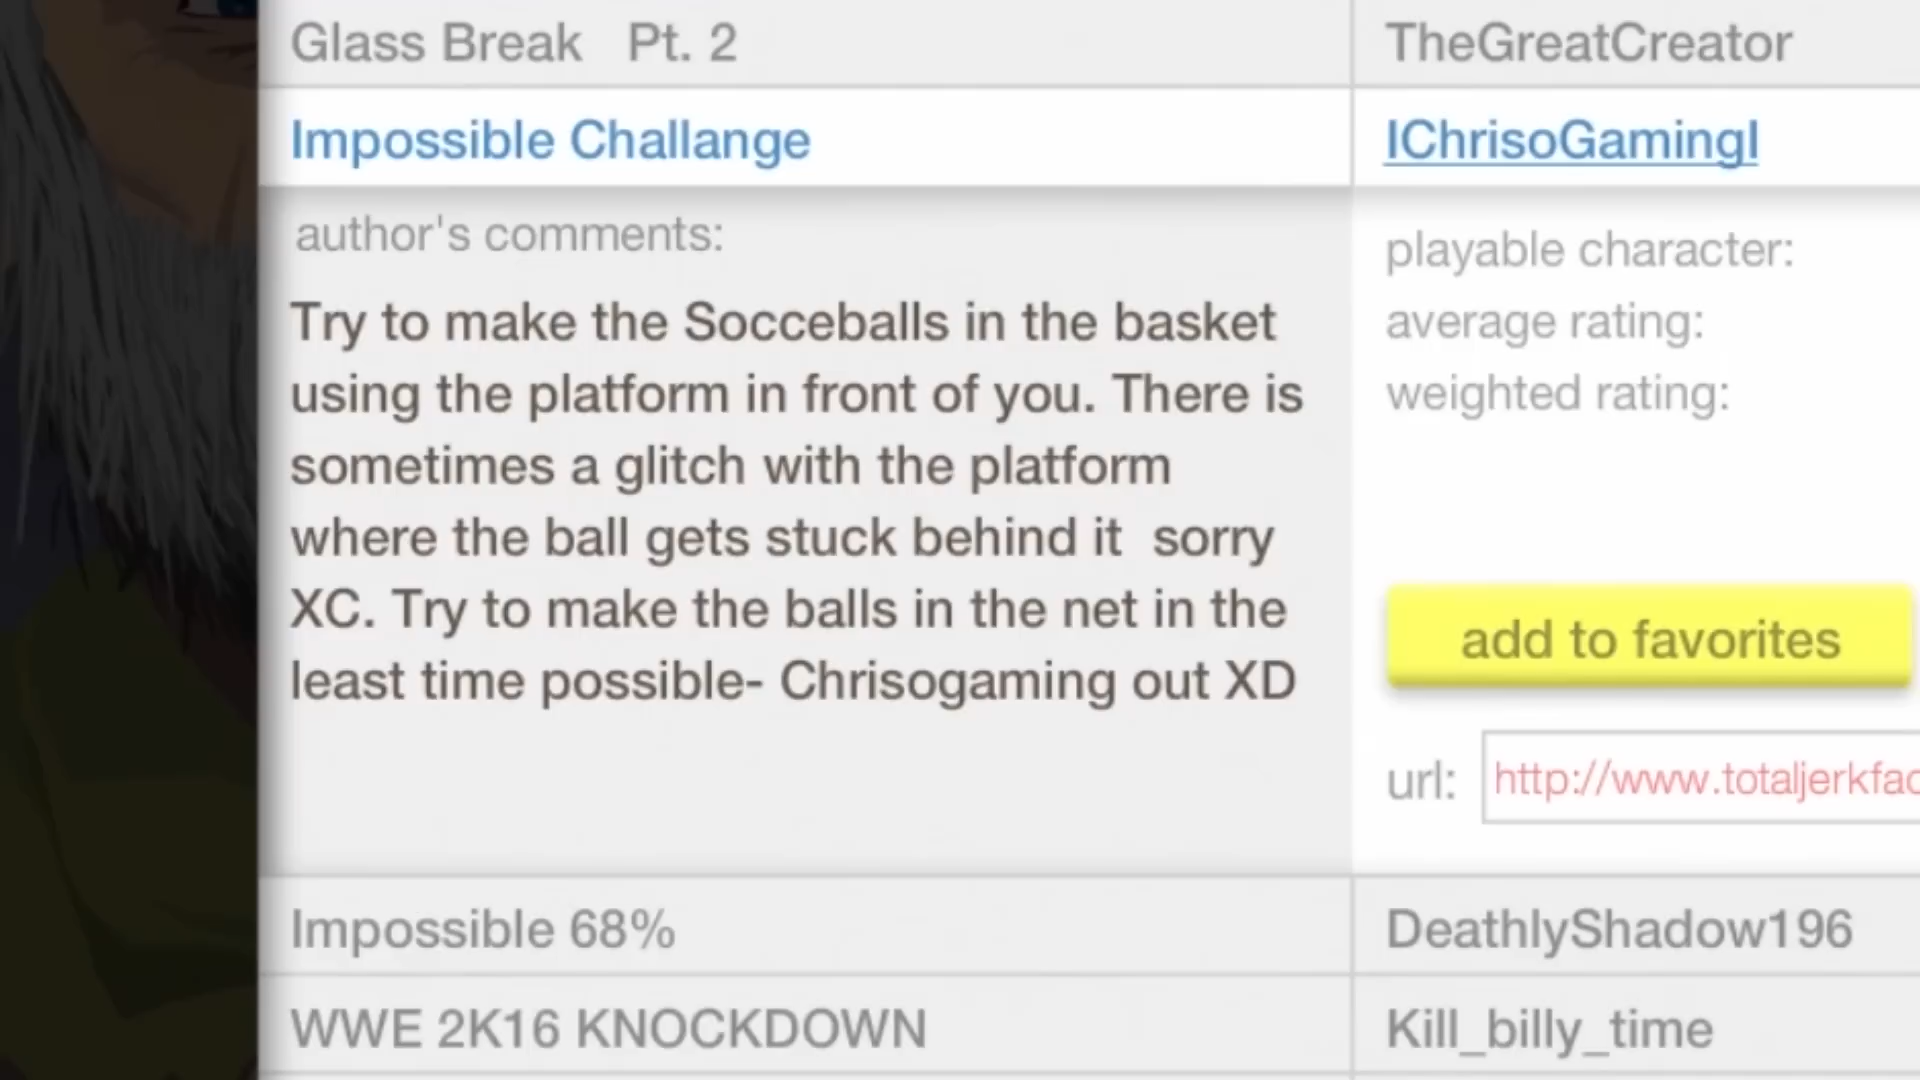 Glass Break Pt. 2
TheGreatCreator
Impossible Challange
IChrisoGamingI
author's comments:
Try to make the Socceballs in the basket
using the platform in front of you. There is
sometimes a glitch with the platform
where the ball gets stuck behind it sorry
XC. Try to make the balls in the net in the
least time possible- Chrisogaming out XD
playable character:
average rating:
weighted rating:
add to favorites
url: http://www.totaljerkfac
Impossible 68%
DeathlyShadow196
WWE 2K16 KNOCKDOWN
Kill_billy_time